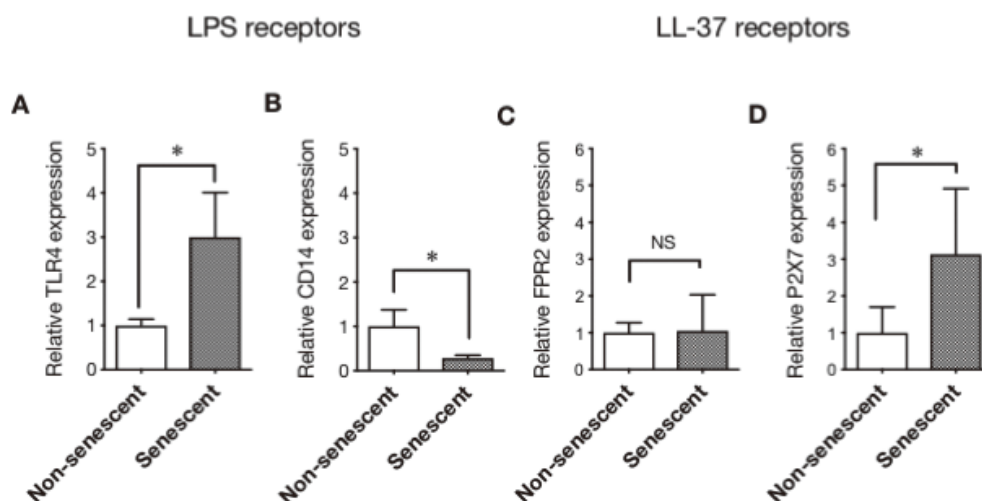 LPS receptors
LL-37 receptors
A
Relative TLR4 expression
5
4
3
2
1
0
*
Non-senescent
Senescent
B
Relative CD14 expression
5
4
3
2
1
0
*
Non-senescent
Senescent
C
Relative FPR2 expression
6
5
4
3
2
1
0
NS
Non-senescent
Senescent
D
Relative P2X7 expression
6
5
4
3
2
1
0
*
Non-senescent
Senescent